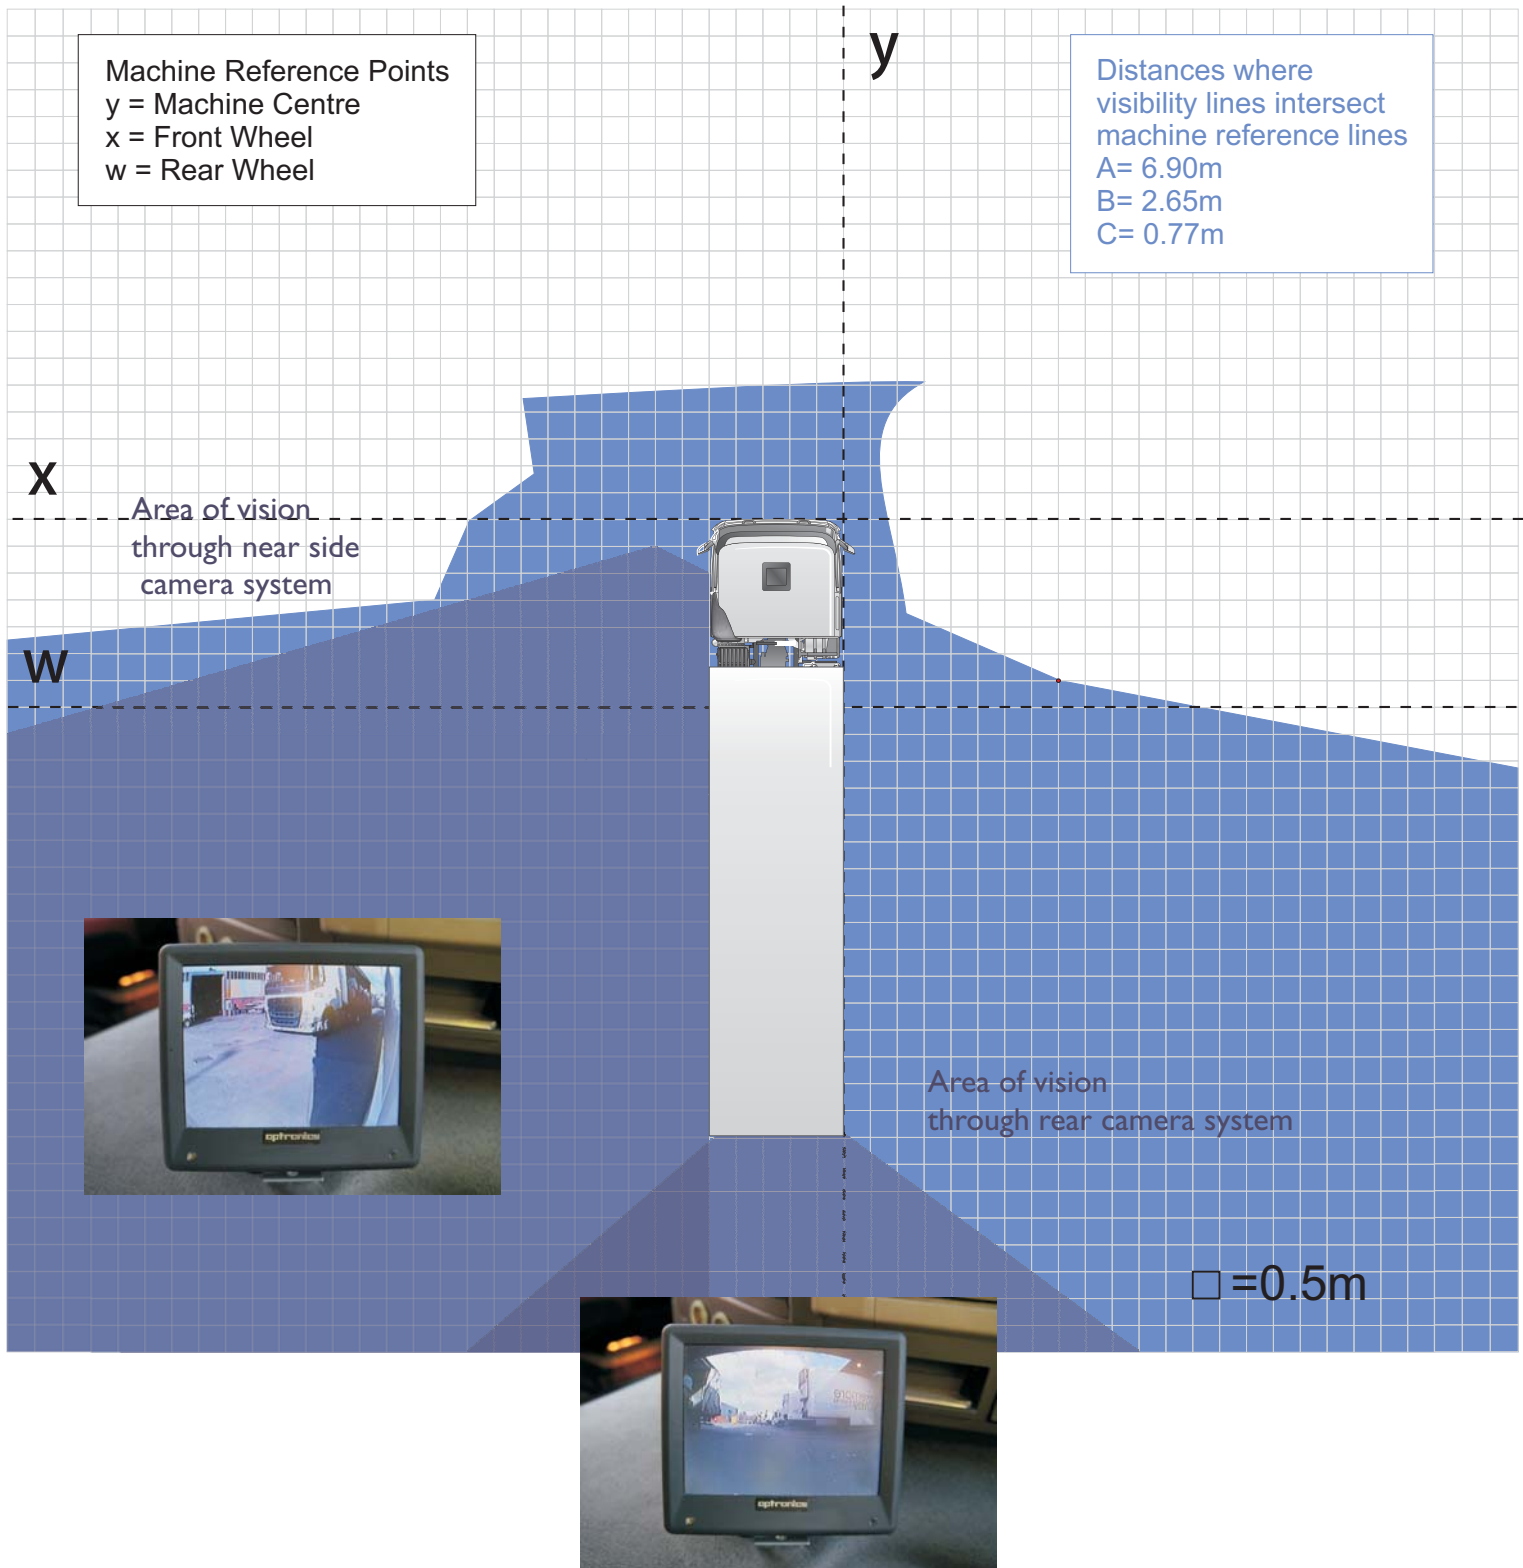 Machine Reference Points
y = Machine Centre
x = Front Wheel
w = Rear Wheel
y
Distances where
visibility lines intersect
machine reference lines
A= 6.90m
B= 2.65m
C= 0.77m
x
Area of vision
through near side
camera system
w
optronics
Area of vision
through rear camera system
=0.5m
optronics